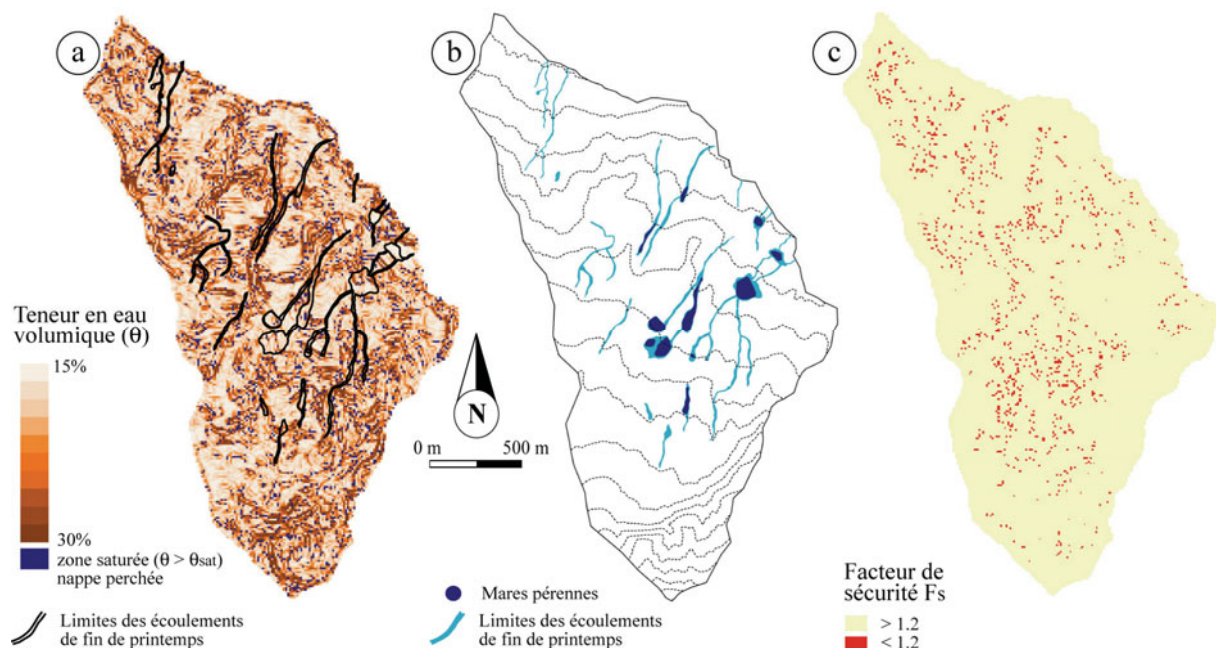 a
b
c
Teneur en eau
volumique (θ)
15%
30%
zone saturée (θ > θsat)
nappe perchée
Limites des écoulements
de fin de printemps
N
0 m
500 m
Mares pérennes
Limites des écoulements
de fin de printemps
Facteur de
sécurité Fs
> 1.2
< 1.2